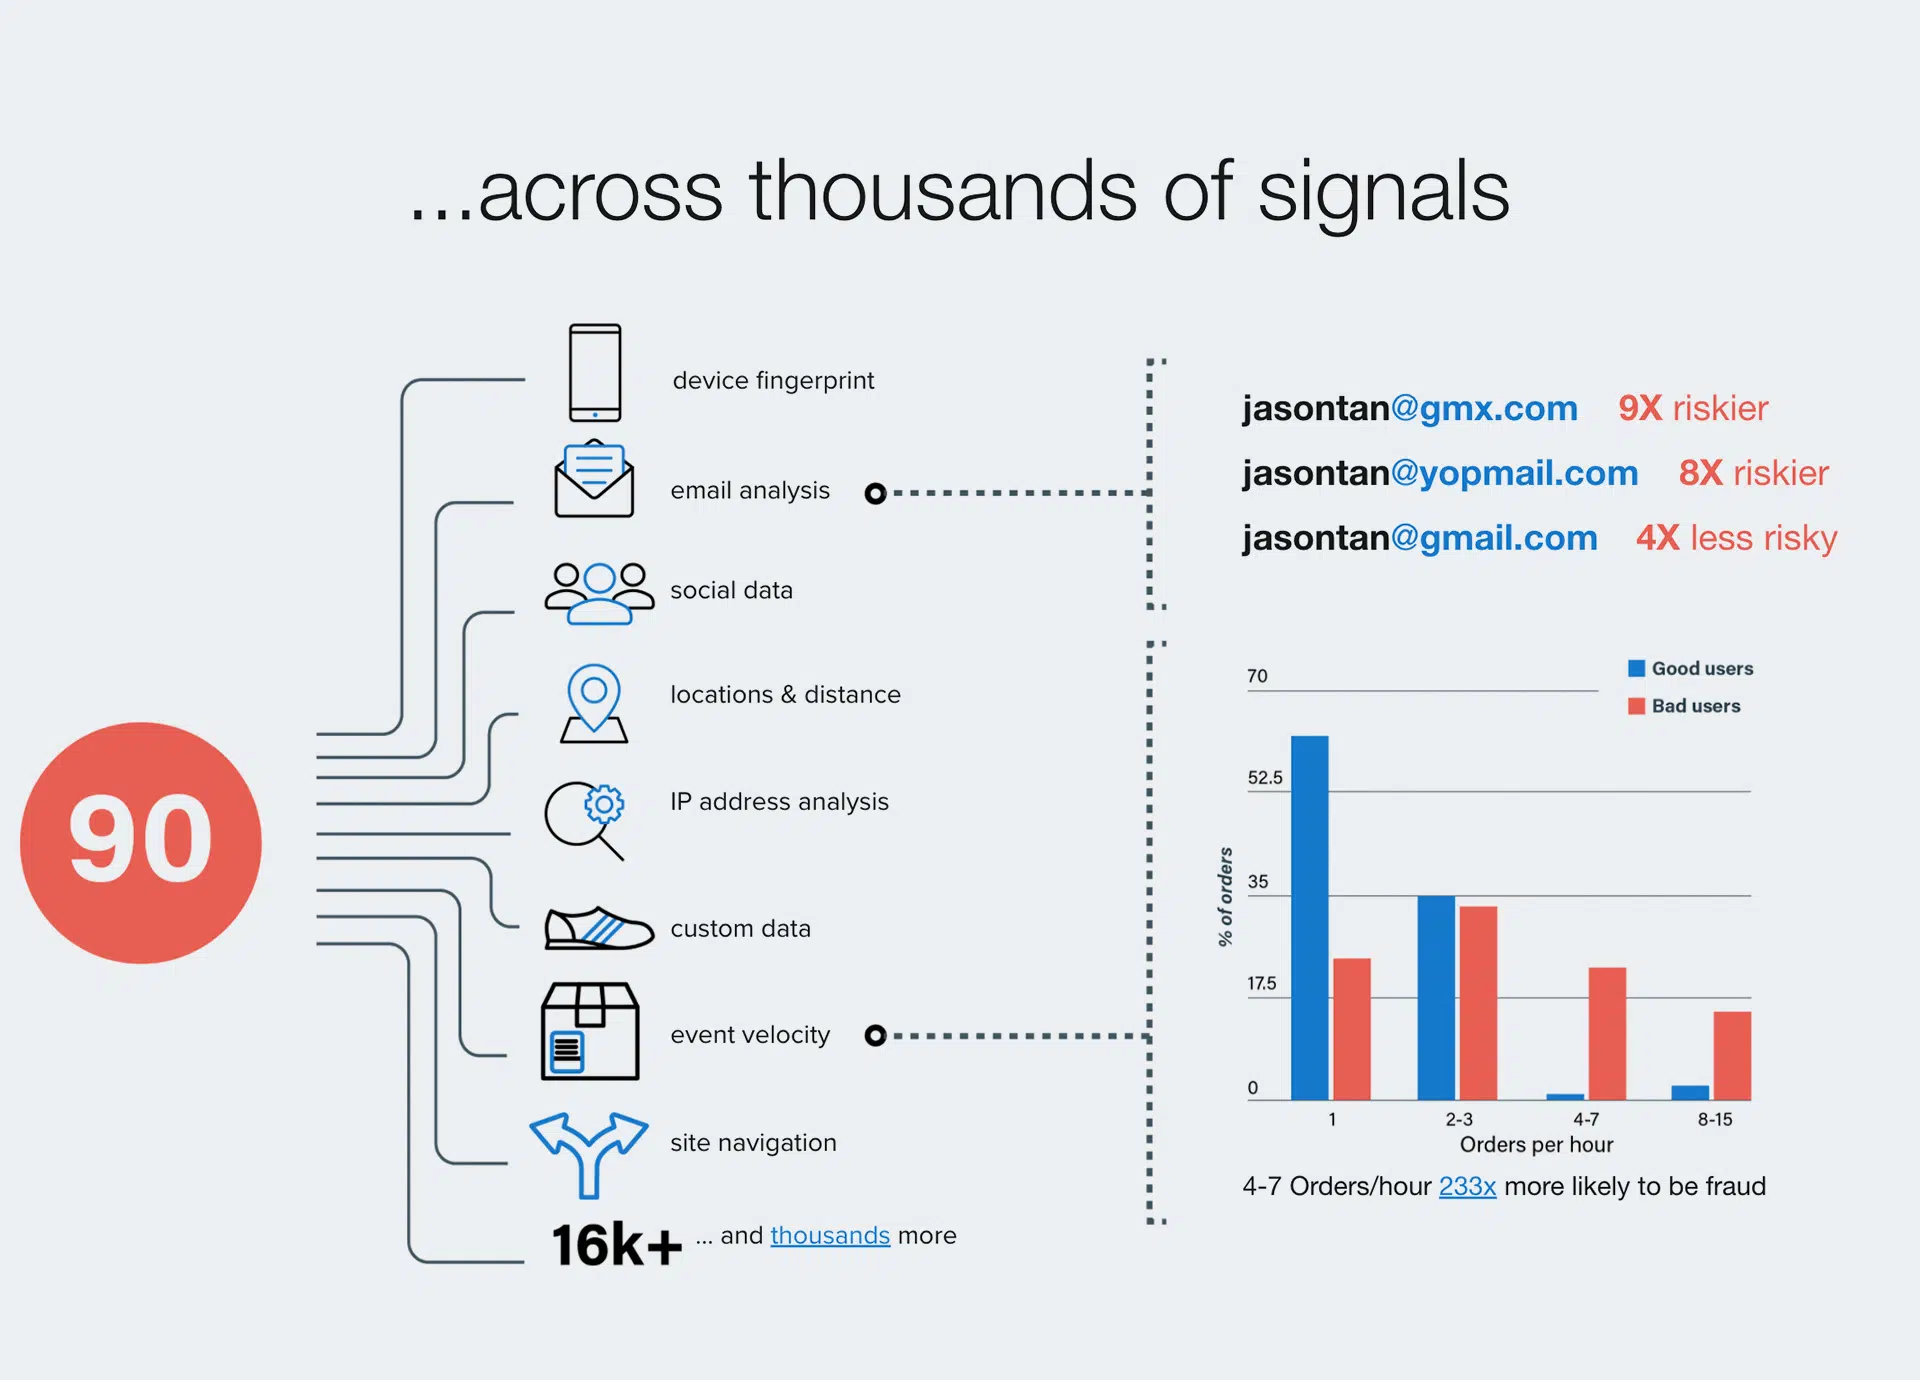 ...across thousands of signals
90
device fingerprint
email analysis
social data
locations & distance
IP address analysis
custom data
event velocity
site navigation
16k+ ... and thousands more
jasontan@gmx.com 9X riskier
jasontan@yopmail.com 8X riskier
jasontan@gmail.com 4X less risky
Good users
Bad users
70
52.5
35
17.5
0
% of orders
1 2-3 4-7 8-15
Orders per hour
4-7 Orders/hour 233x more likely to be fraud